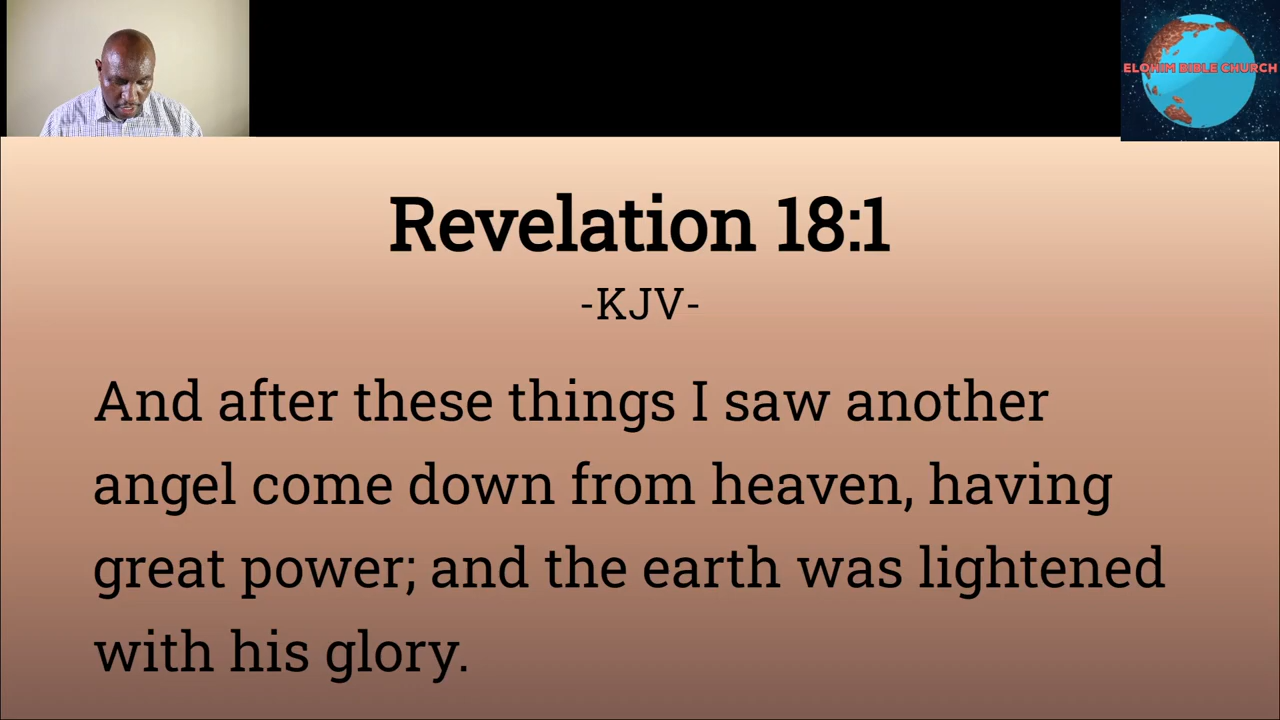 ELOHIM BIBLE CHURCH
Revelation 18:1
-KJV-
And after these things I saw another
angel come down from heaven, having
great power; and the earth was lightened
with his glory.